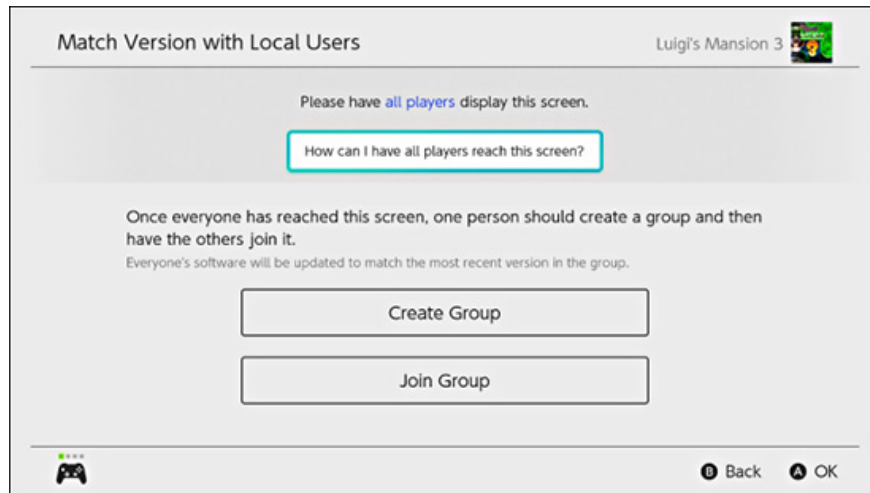 Match Version with Local Users
Luigi's Mansion 3
Please have all players display this screen.
How can I have all players reach this screen?
Once everyone has reached this screen, one person should create a group and then
have the others join it.
Everyone's software will be updated to match the most recent version in the group.
Create Group
Join Group
B Back
A OK